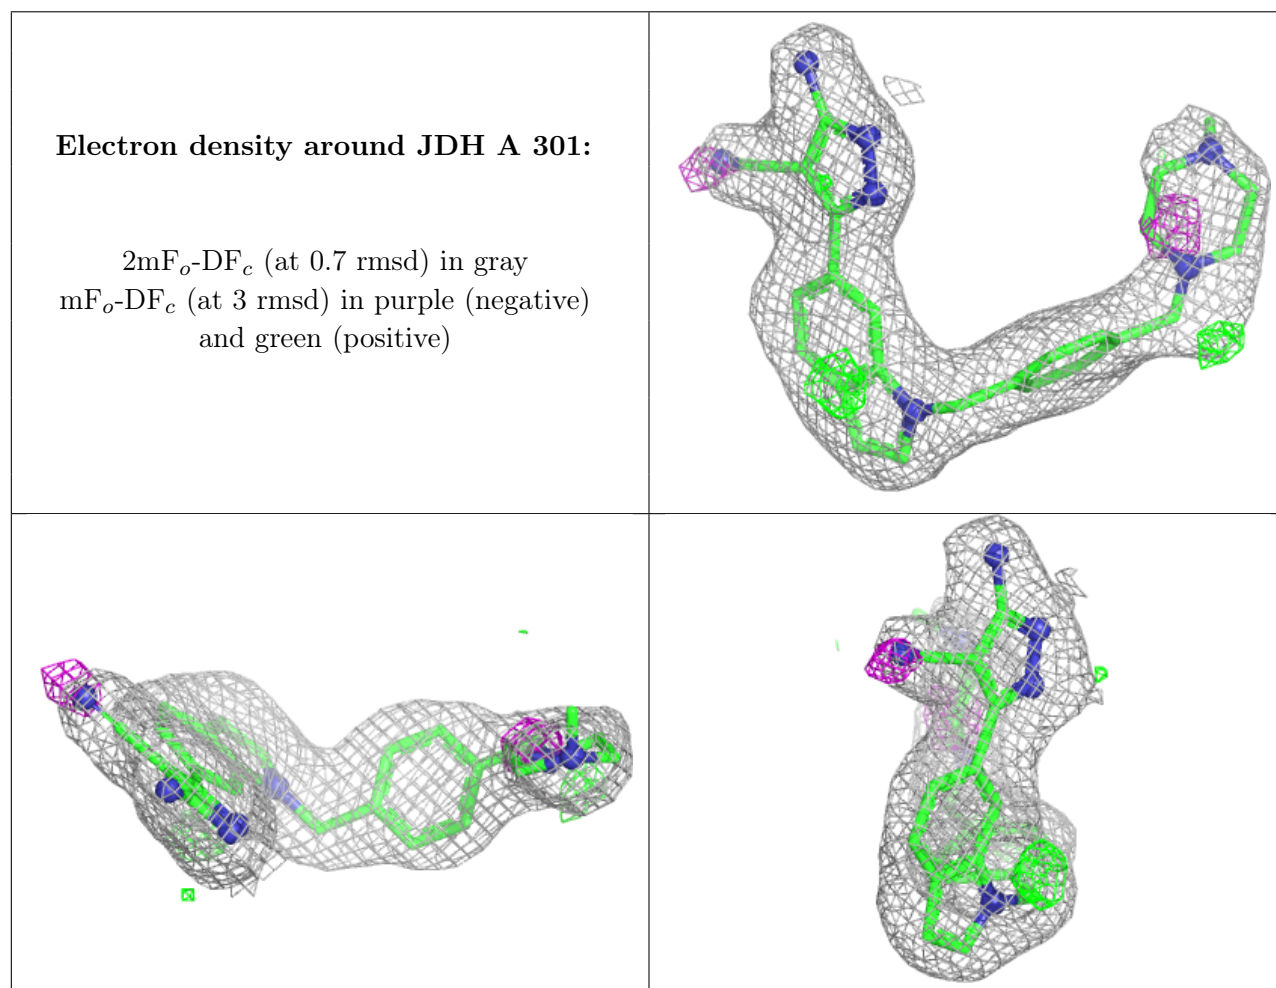 Electron density around JDH A 301:
2mFo-DFc (at 0.7 rmsd) in gray
mFo-DFc (at 3 rmsd) in purple (negative)
and green (positive)